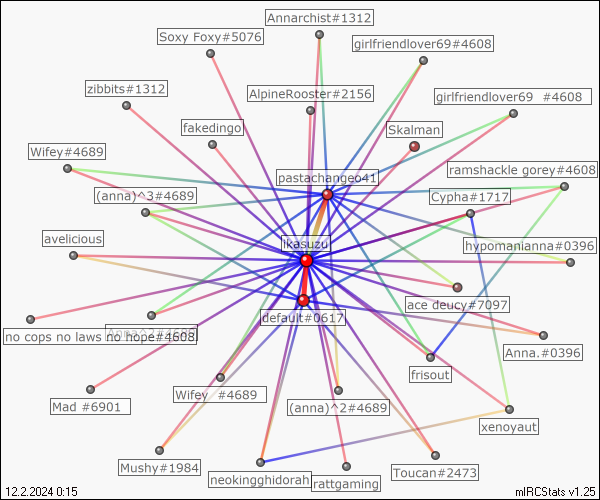 Annarchist#1312
Soxy Foxy#5076
girlfriendlover69#4608
zibbits#1312
AlpineRooster#2156
girlfriendlover69 #4608
fakedingo
Skalman
Wifey#4689
pastachangeo41
ramshackle gorey#4608
(anna)^3#4689
Cypha#1717
avelicious
ikasuzu
hypomanianna#0396
ace deucy#7097
default#0617
no cops no laws no hope#4608
Anna^2#4689
Anna.#0396
frisout
Wifey #4689
Mad #6901
(anna)^2#4689
xenoyaut
Mushy#1984
neokingghidorah
rattgaming
Toucan#2473
12.2.2024 0:15
mIRCStats v1.25